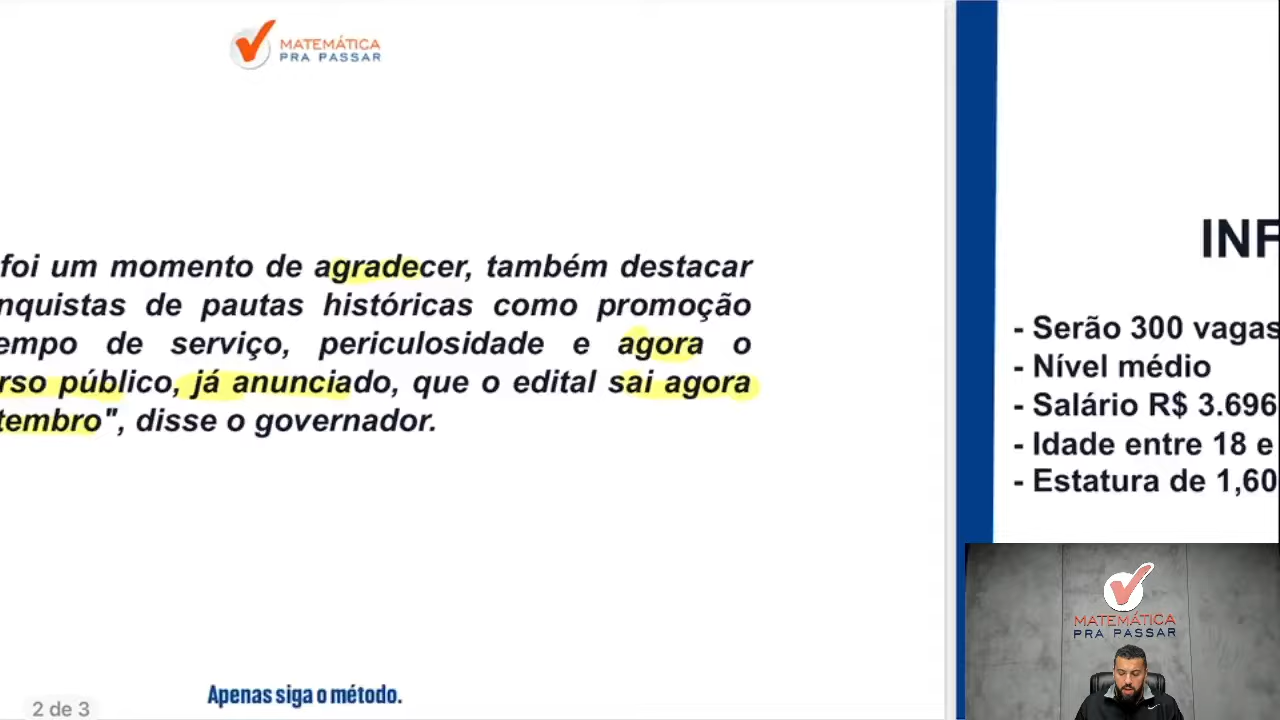 MATEMÁTICA
PRA PASSAR
foi um momento de agradecer, também destacar
nquistas de pautas históricas como promoção
empo de serviço, periculosidade e agora o
rso público, já anunciado, que o edital sai agora
tembro", disse o governador.
Apenas siga o método.
2 de 3
INF
- Serão 300 vagas
- Nível médio
- Salário R$ 3.696
- Idade entre 18 e
- Estatura de 1,60
MATEMÁTICA
PRA PASSAR